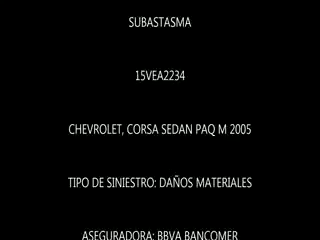 SUBASTASMA
15VEA2234
CHEVROLET, CORSA SEDAN PAQ M 2005
TIPO DE SINIESTRO: DAÑOS MATERIALES
ASEGURADORA: BBVA BANCOMER